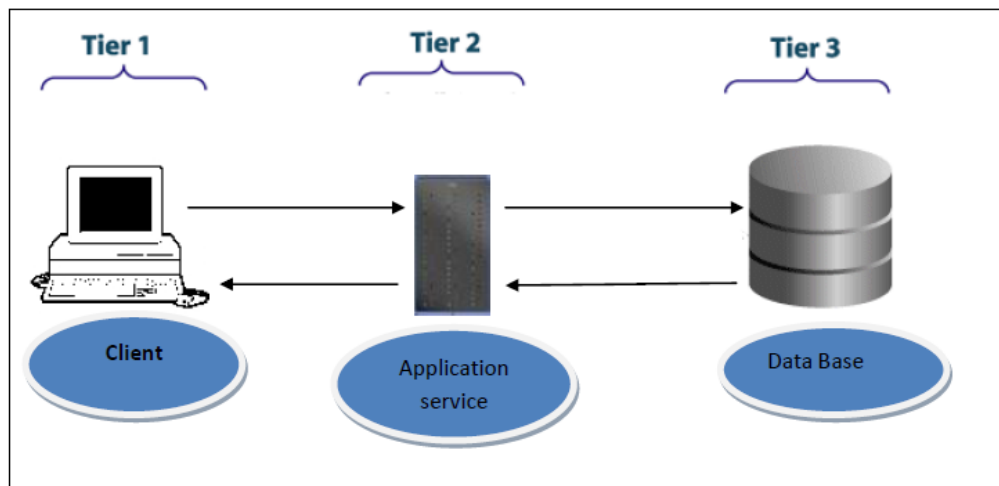 Tier 1
Tier 2
Tier 3
Client
Application
service
Data Base